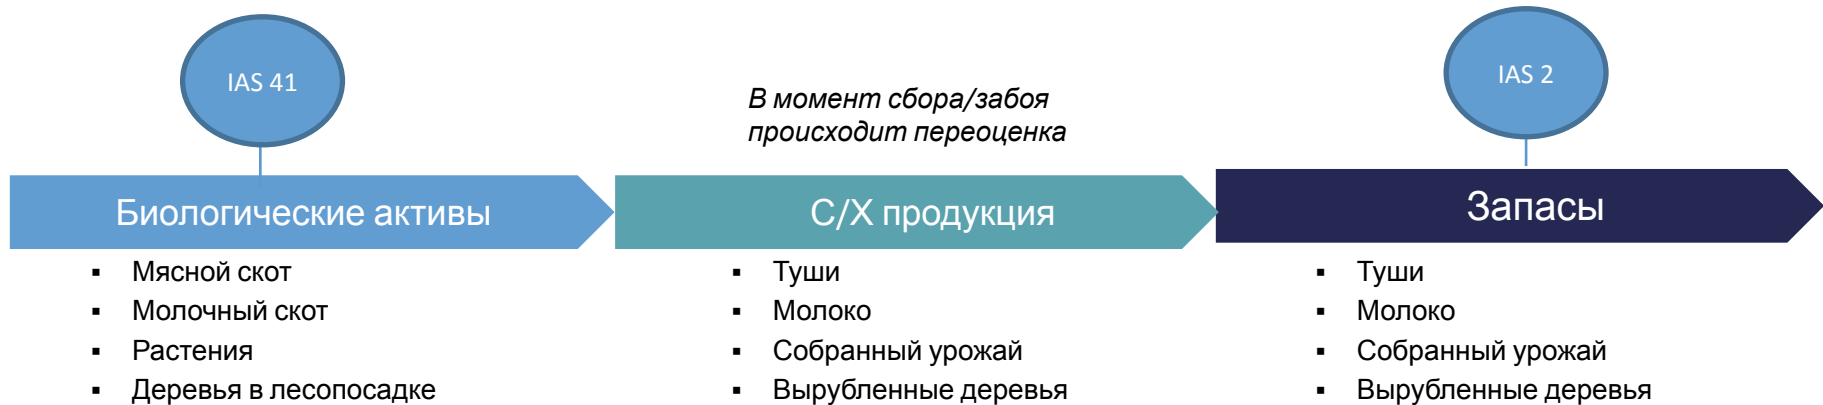 IAS 41
В момент сбора/забоя
происходит переоценка
IAS 2
Биологические активы
С/Х продукция
Запасы
▪ Мясной скот
▪ Молочный скот
▪ Растения
▪ Деревья в лесопосадке
▪ Туши
▪ Молоко
▪ Собранный урожай
▪ Вырубленные деревья
▪ Туши
▪ Молоко
▪ Собранный урожай
▪ Вырубленные деревья